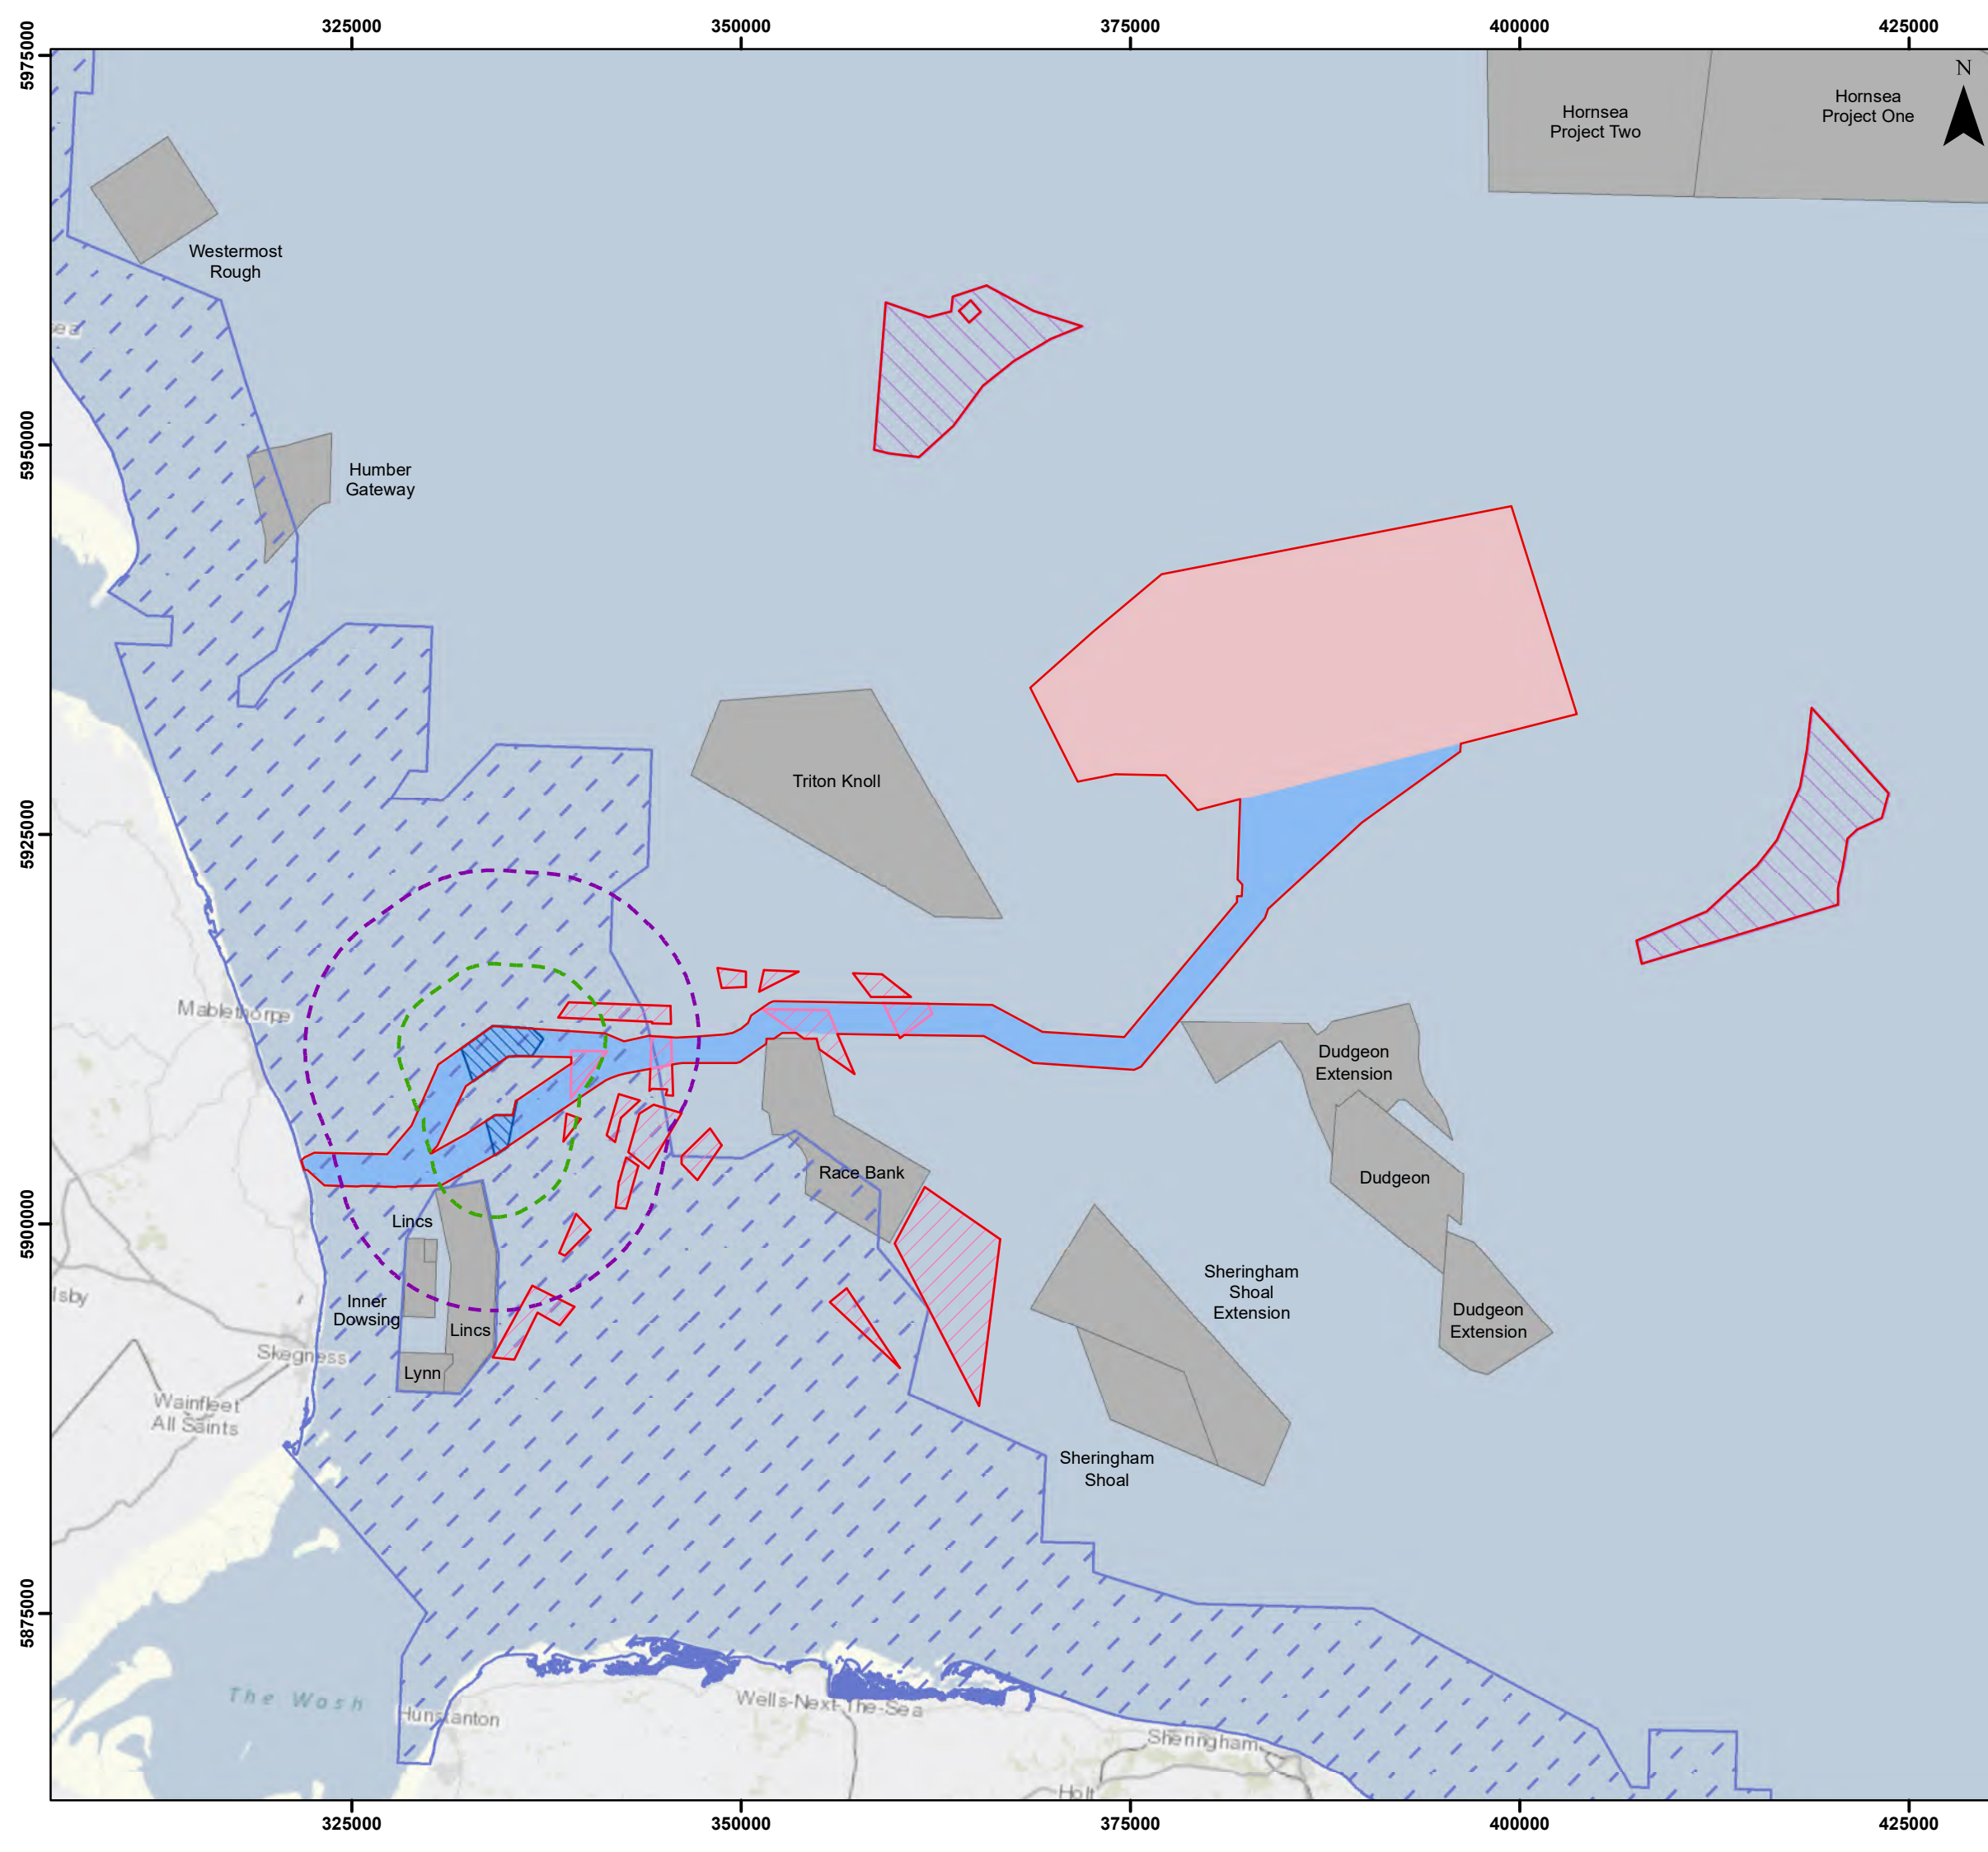 325000
350000
375000
400000
425000
5975000
5950000
5925000
5900000
5875000
N
Hornsea
Project Two
Hornsea
Project One
Westermost
Rough
Humber
Gateway
Triton Knoll
Mablethorpe
Dudgeon
Extension
Dudgeon
Race Bank
Lincs
Inner
Dowsing
Lincs
Lynn
Sheringham
Shoal
Extension
Dudgeon
Extension
Skegness
Wainfleet
All Saints
Sheringham
Shoal
The Wash
Hunstanton
Wells-Next-The-Sea
Sheringham
Holt
325000
350000
375000
400000
425000